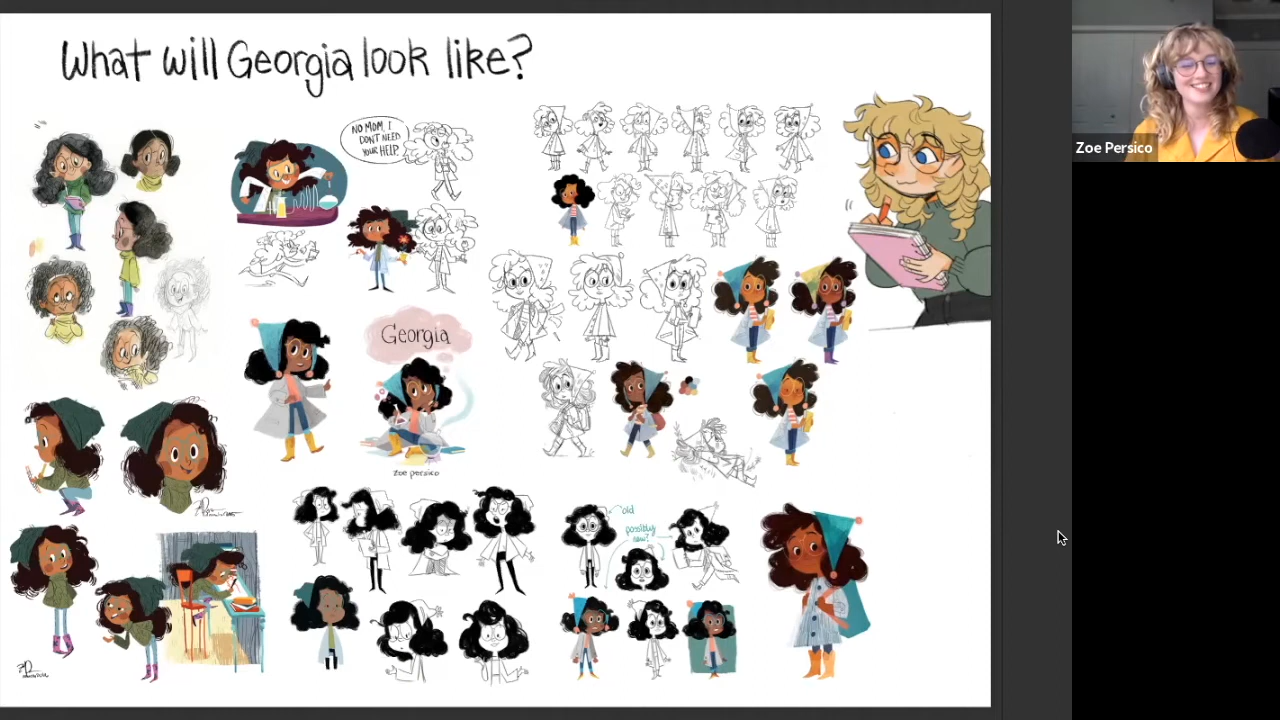 What will Georgia look like?
NO MOM, I
DON'T NEED
YOUR HELP.
Zoe Persico
Georgia
zoe persico
old
possibly
new?